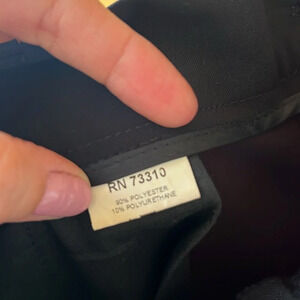 RN 73310
90% POLYESTER
10% POLYURETHANE